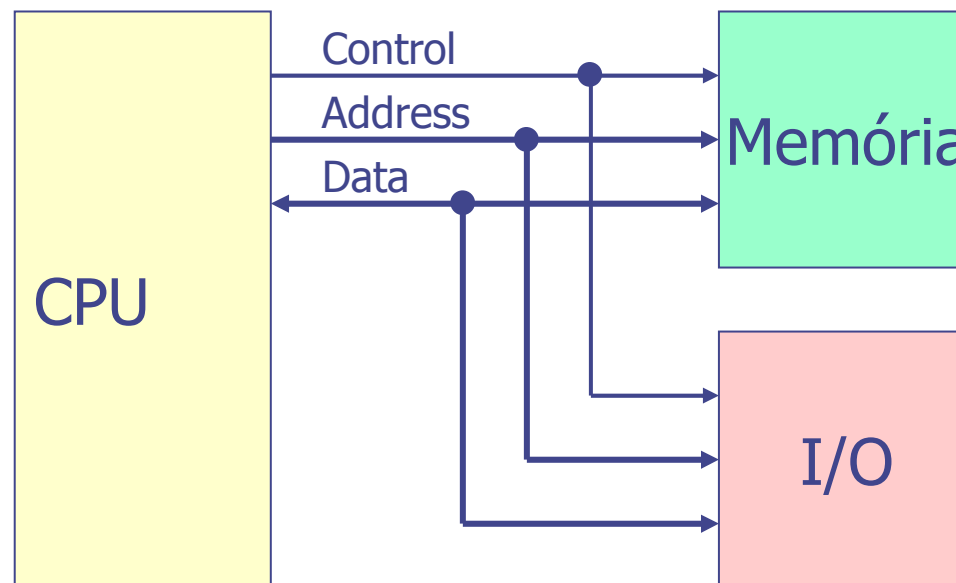 Control
Address
Data
Memória
CPU
I/O